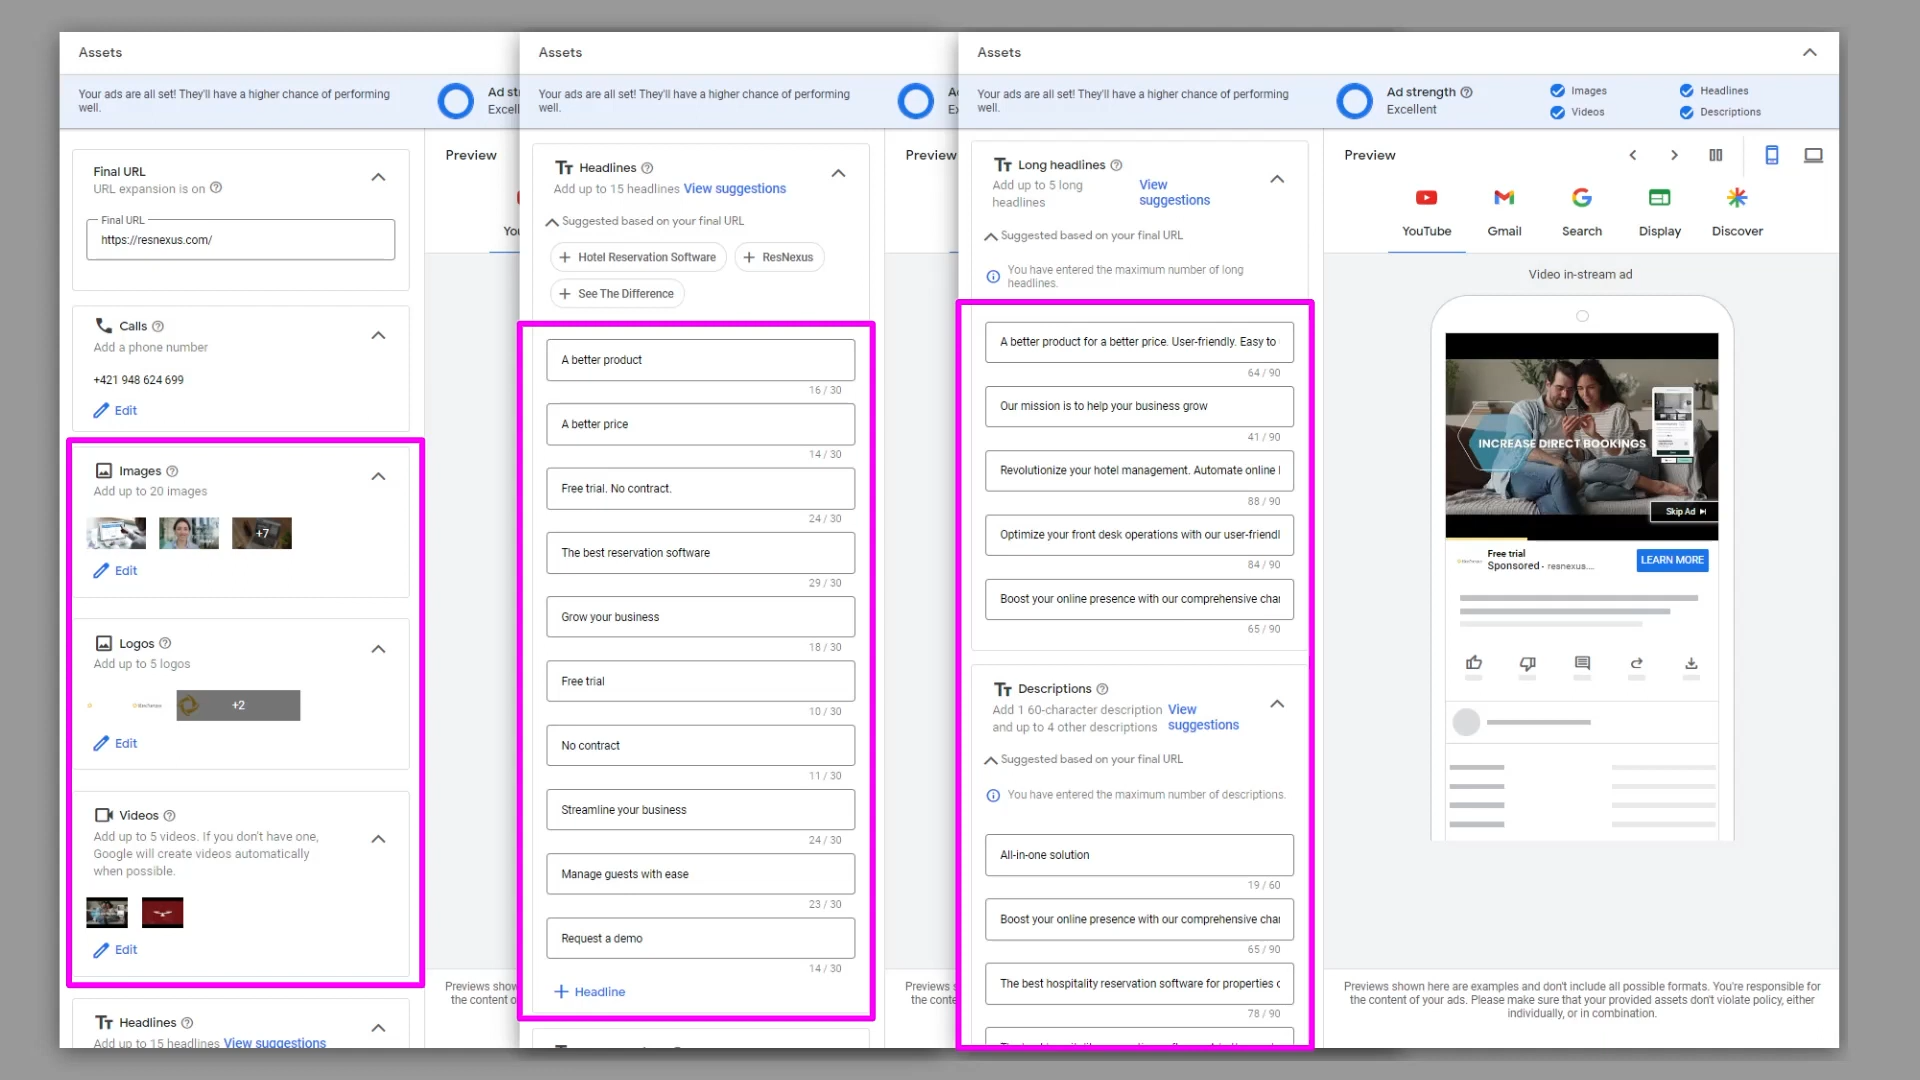 Assets
Your ads are all set! They'll have a higher chance of performing
well.
Ad st
Excell
Final URL
URL expansion is on
Final URL
https://resnexus.com/
Preview
You
Calls
Add a phone number
+421 948 624 699
Edit
Images
Add up to 20 images
+7
Edit
Logos
Add up to 5 logos
+2
Edit
Videos
Add up to 5 videos. If you don't have one,
Google will create videos automatically
when possible.
Edit
Previews show
the content o
Headlines
Add up to 15 headlines View suggestions
Assets
Your ads are all set! They'll have a higher chance of performing
well.
Headlines
Add up to 15 headlines View suggestions
Suggested based on your final URL
Hotel Reservation Software
ResNexus
See The Difference
Preview
A better product
16 / 30
A better price
14 / 30
Free trial. No contract.
24 / 30
The best reservation software
29 / 30
Grow your business
18 / 30
Free trial
10 / 30
No contract
11 / 30
Streamline your business
24 / 30
Manage guests with ease
23 / 30
Request a demo
14 / 30
Headline
Previews s
the conte
Assets
Your ads are all set! They'll have a higher chance of performing
well.
Ad strength
Excellent
Images
Videos
Headlines
Descriptions
Long headlines
Add up to 5 long
headlines
View
suggestions
Suggested based on your final URL
You have entered the maximum number of long
headlines.
A better product for a better price. User-friendly. Easy to
64 / 90
Our mission is to help your business grow
41 / 90
Revolutionize your hotel management. Automate online
88 / 90
Optimize your front desk operations with our user-friendl
84 / 90
Boost your online presence with our comprehensive cha
65 / 90
Descriptions
Add 1 60-character description
and up to 4 other descriptions
View
suggestions
Suggested based on your final URL
You have entered the maximum number of descriptions.
All-in-one solution
19 / 60
Boost your online presence with our comprehensive cha
65 / 90
The best hospitality reservation software for properties
78 / 90
Preview
YouTube
Gmail
Search
Display
Discover
Video in-stream ad
INCREASE DIRECT BOOKINGS
Skip Ad
Free trial
Sponsored · resnexus....
LEARN MORE
Previews shown here are examples and don't include all possible formats. You're responsible for
the content of your ads. Please make sure that your provided assets don't violate policy, either
individually, or in combination.